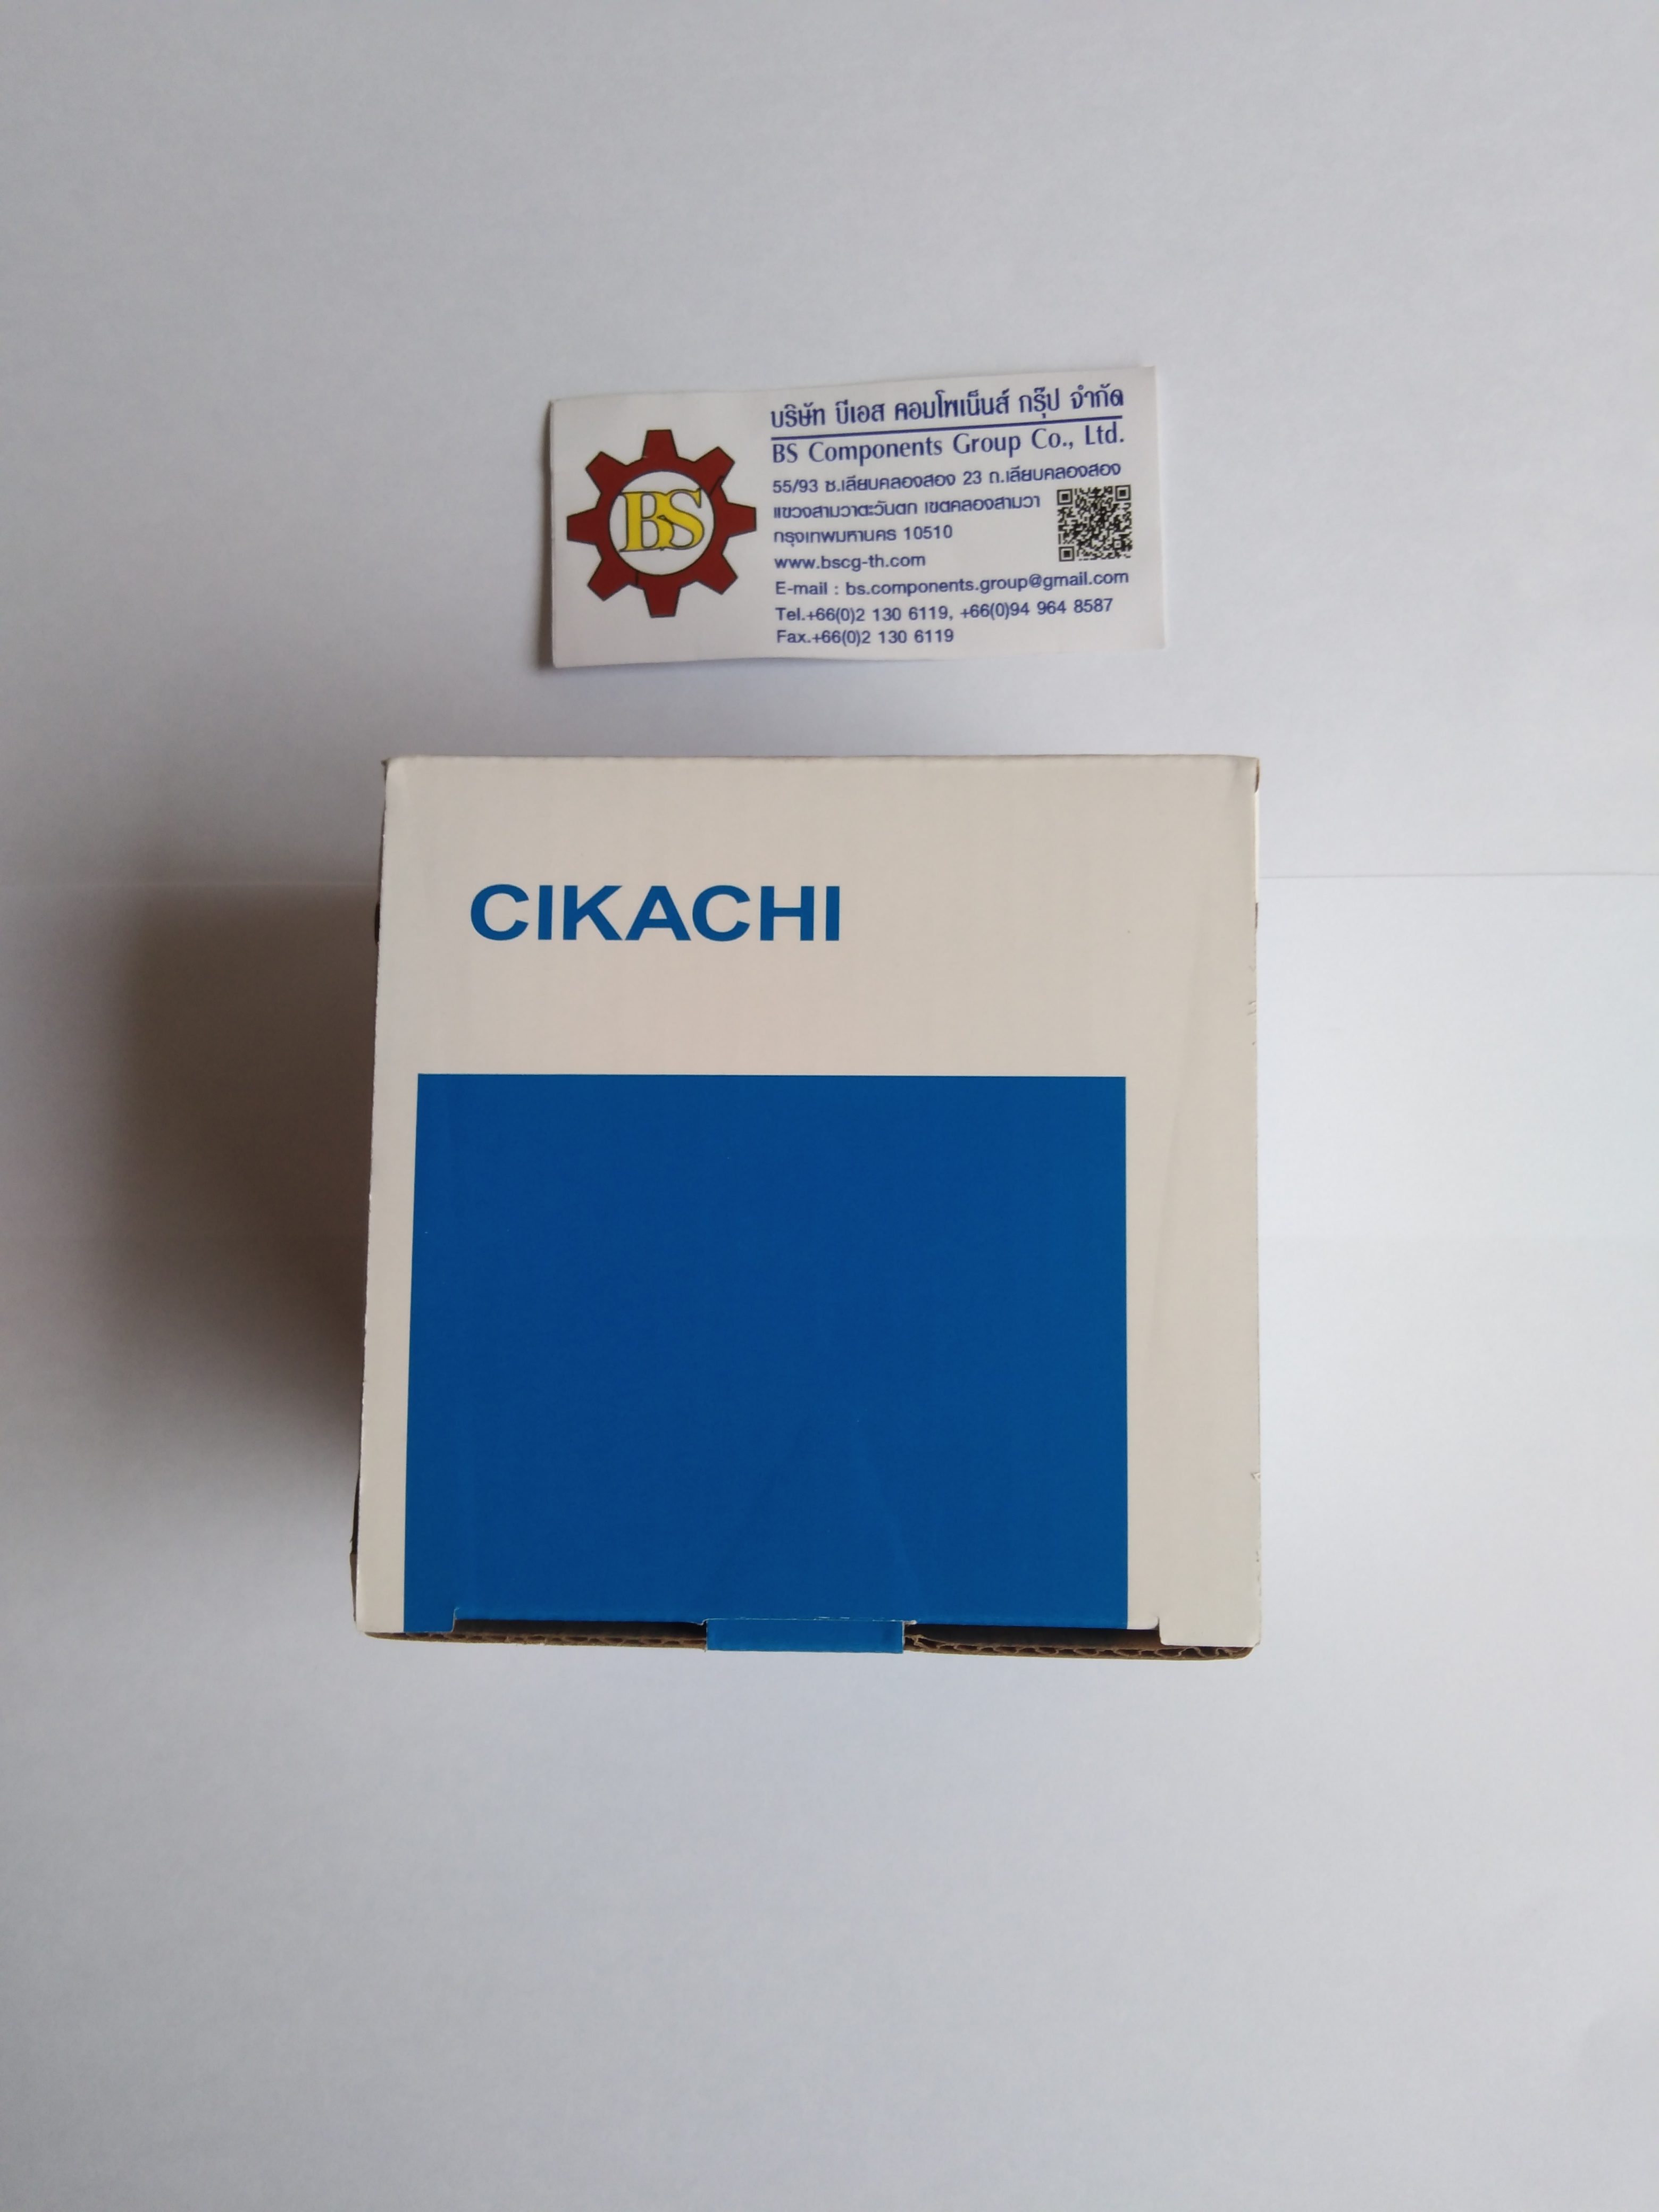 BS
บริษัท บีเอส คอมโพเน็นส์ กรุ๊ป จำกัด
BS Components Group Co., Ltd.
55/93 ซ.เลียบคลองสอง 23 ถ.เลียบคลองสอง
แขวงสามวาตะวันตก เขตคลองสามวา
กรุงเทพมหานคร 10510
www.bscg-th.com
E-mail : bs.components.group@gmail.com
Tel.+66(0)2 130 6119, +66(0)94 964 8587
Fax.+66(0)2 130 6119
CIKACHI